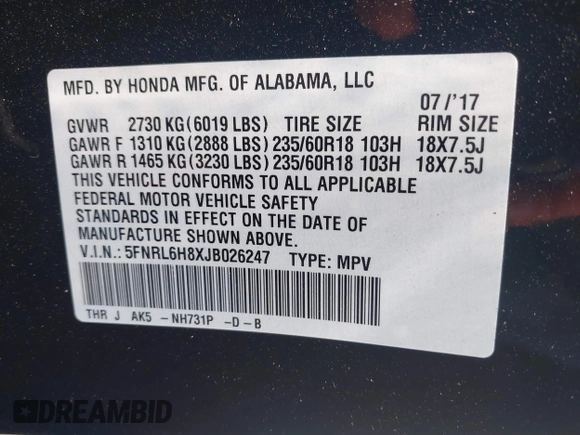 MFD. BY HONDA MFG. OF ALABAMA, LLC
07 /'17
GVWR 2730 KG (6019 LBS) TIRE SIZE RIM SIZE
GAWR F 1310 KG (2888 LBS) 235/60R18 103H 18X7.5J
GAWR R 1465 KG (3230 LBS) 235/60R18 103H 18X7.5J
THIS VEHICLE CONFORMS TO ALL APPLICABLE
FEDERAL MOTOR VEHICLE SAFETY
STANDARDS IN EFFECT ON THE DATE OF
MANUFACTURE SHOWN ABOVE.
V.I.N.: 5FNRL6H8XJB026247 TYPE: MPV
THR J AK5 -NH731P -D-B
DREAMBID